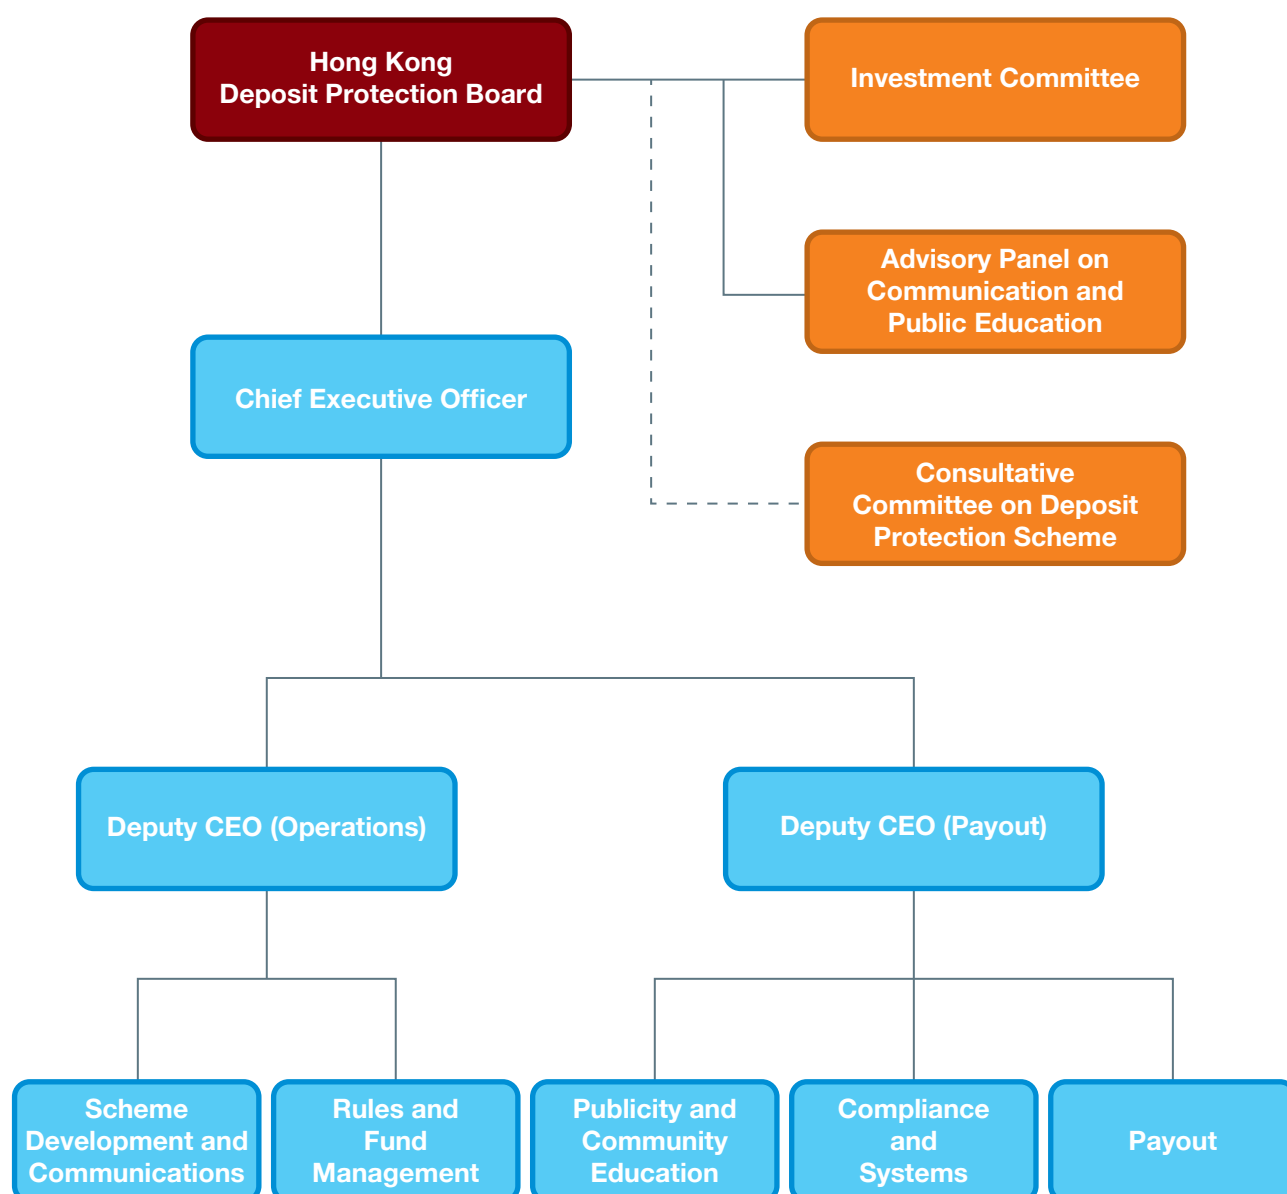 Hong Kong
Deposit Protection Board
Investment Committee
Advisory Panel on
Communication and
Public Education
Chief Executive Officer
Consultative
Committee on Deposit
Protection Scheme
Deputy CEO (Operations)
Deputy CEO (Payout)
Scheme
Development and
Communications
Rules and
Fund
Management
Publicity and
Community
Education
Compliance
and
Systems
Payout